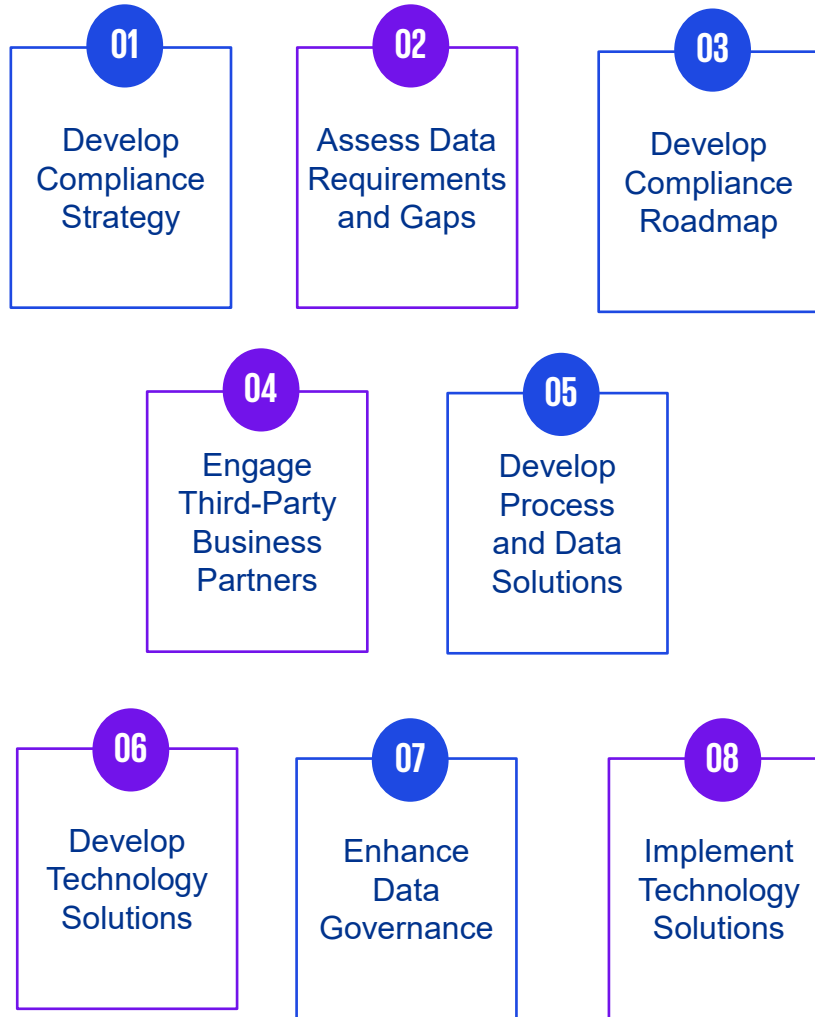 01
Develop
Compliance
Strategy
02
Assess Data
Requirements
and Gaps
03
Develop
Compliance
Roadmap
04
Engage
Third-Party
Business
Partners
05
Develop
Process
and Data
Solutions
06
Develop
Technology
Solutions
07
Enhance
Data
Governance
08
Implement
Technology
Solutions